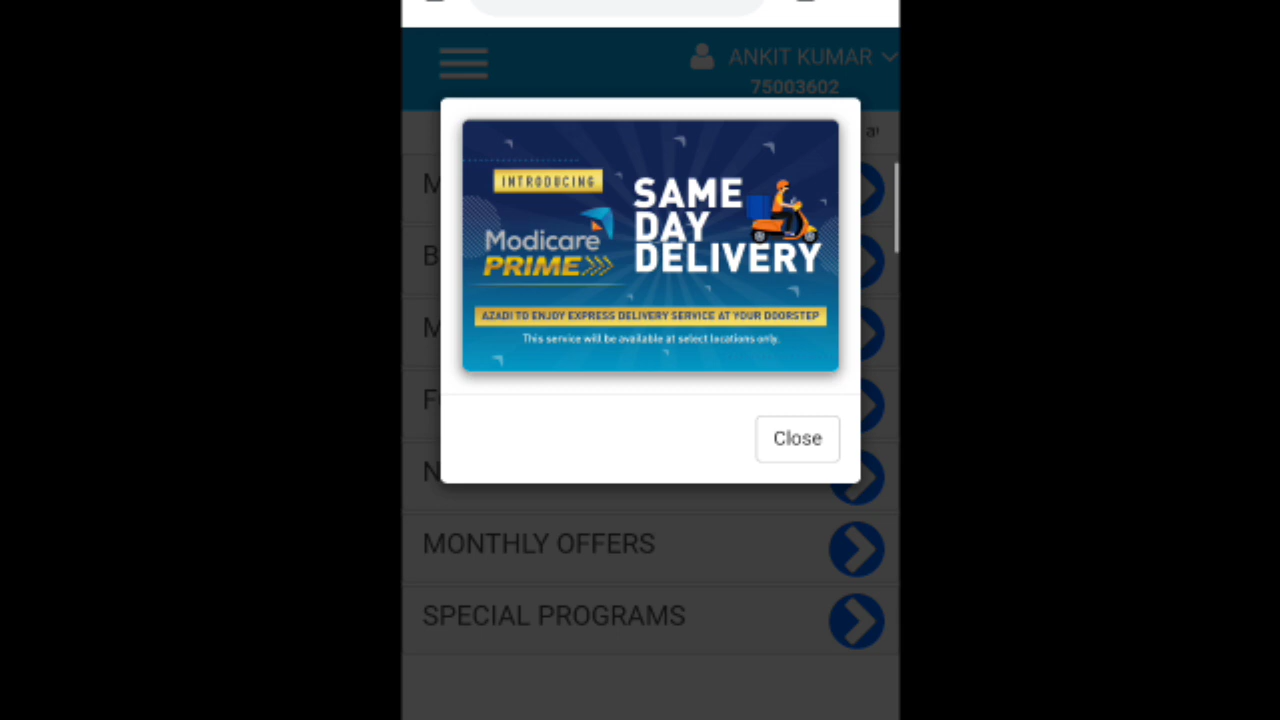 ANKIT KUMAR
75003602
INTRODUCING
Modicare
PRIME
SAME
DAY
DELIVERY
AZADI TO ENJOY EXPRESS DELIVERY SERVICE AT YOUR DOORSTEP
This service will be available at select locations only.
Close
M
B
M
F
N
MONTHLY OFFERS
SPECIAL PROGRAMS